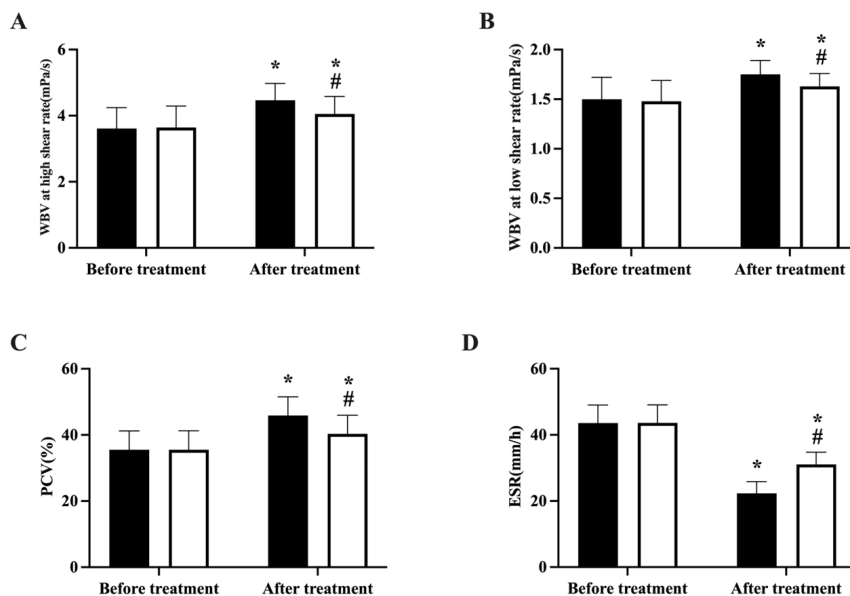 A
WBV at high shear rate(mPa/s)
6
4
2
0
*
*
#
Before treatment
After treatment
B
WBV at low shear rate(mPa/s)
2.0
1.5
1.0
0.5
0.0
*
*
#
Before treatment
After treatment
C
PCV(%)
60
40
20
0
*
*
#
Before treatment
After treatment
D
ESR(mm/h)
60
40
20
0
*
*
#
Before treatment
After treatment